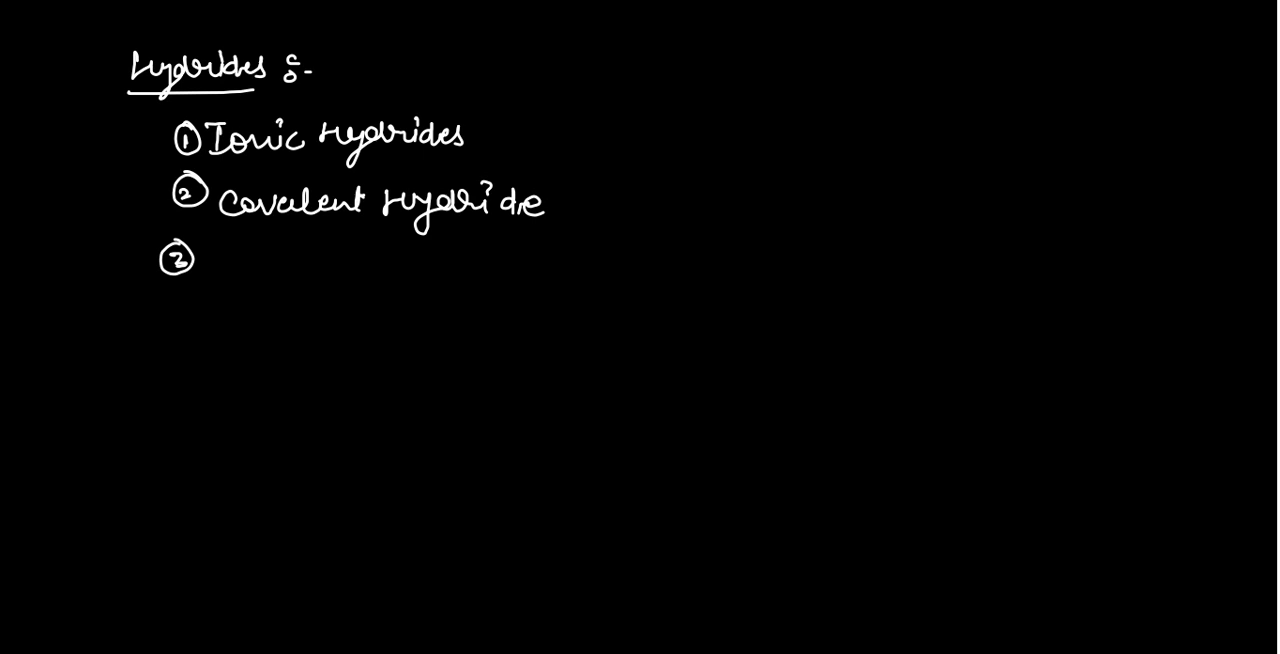 Hydrides :-
① Ionic Hydrides
② Covalent Hydride
③